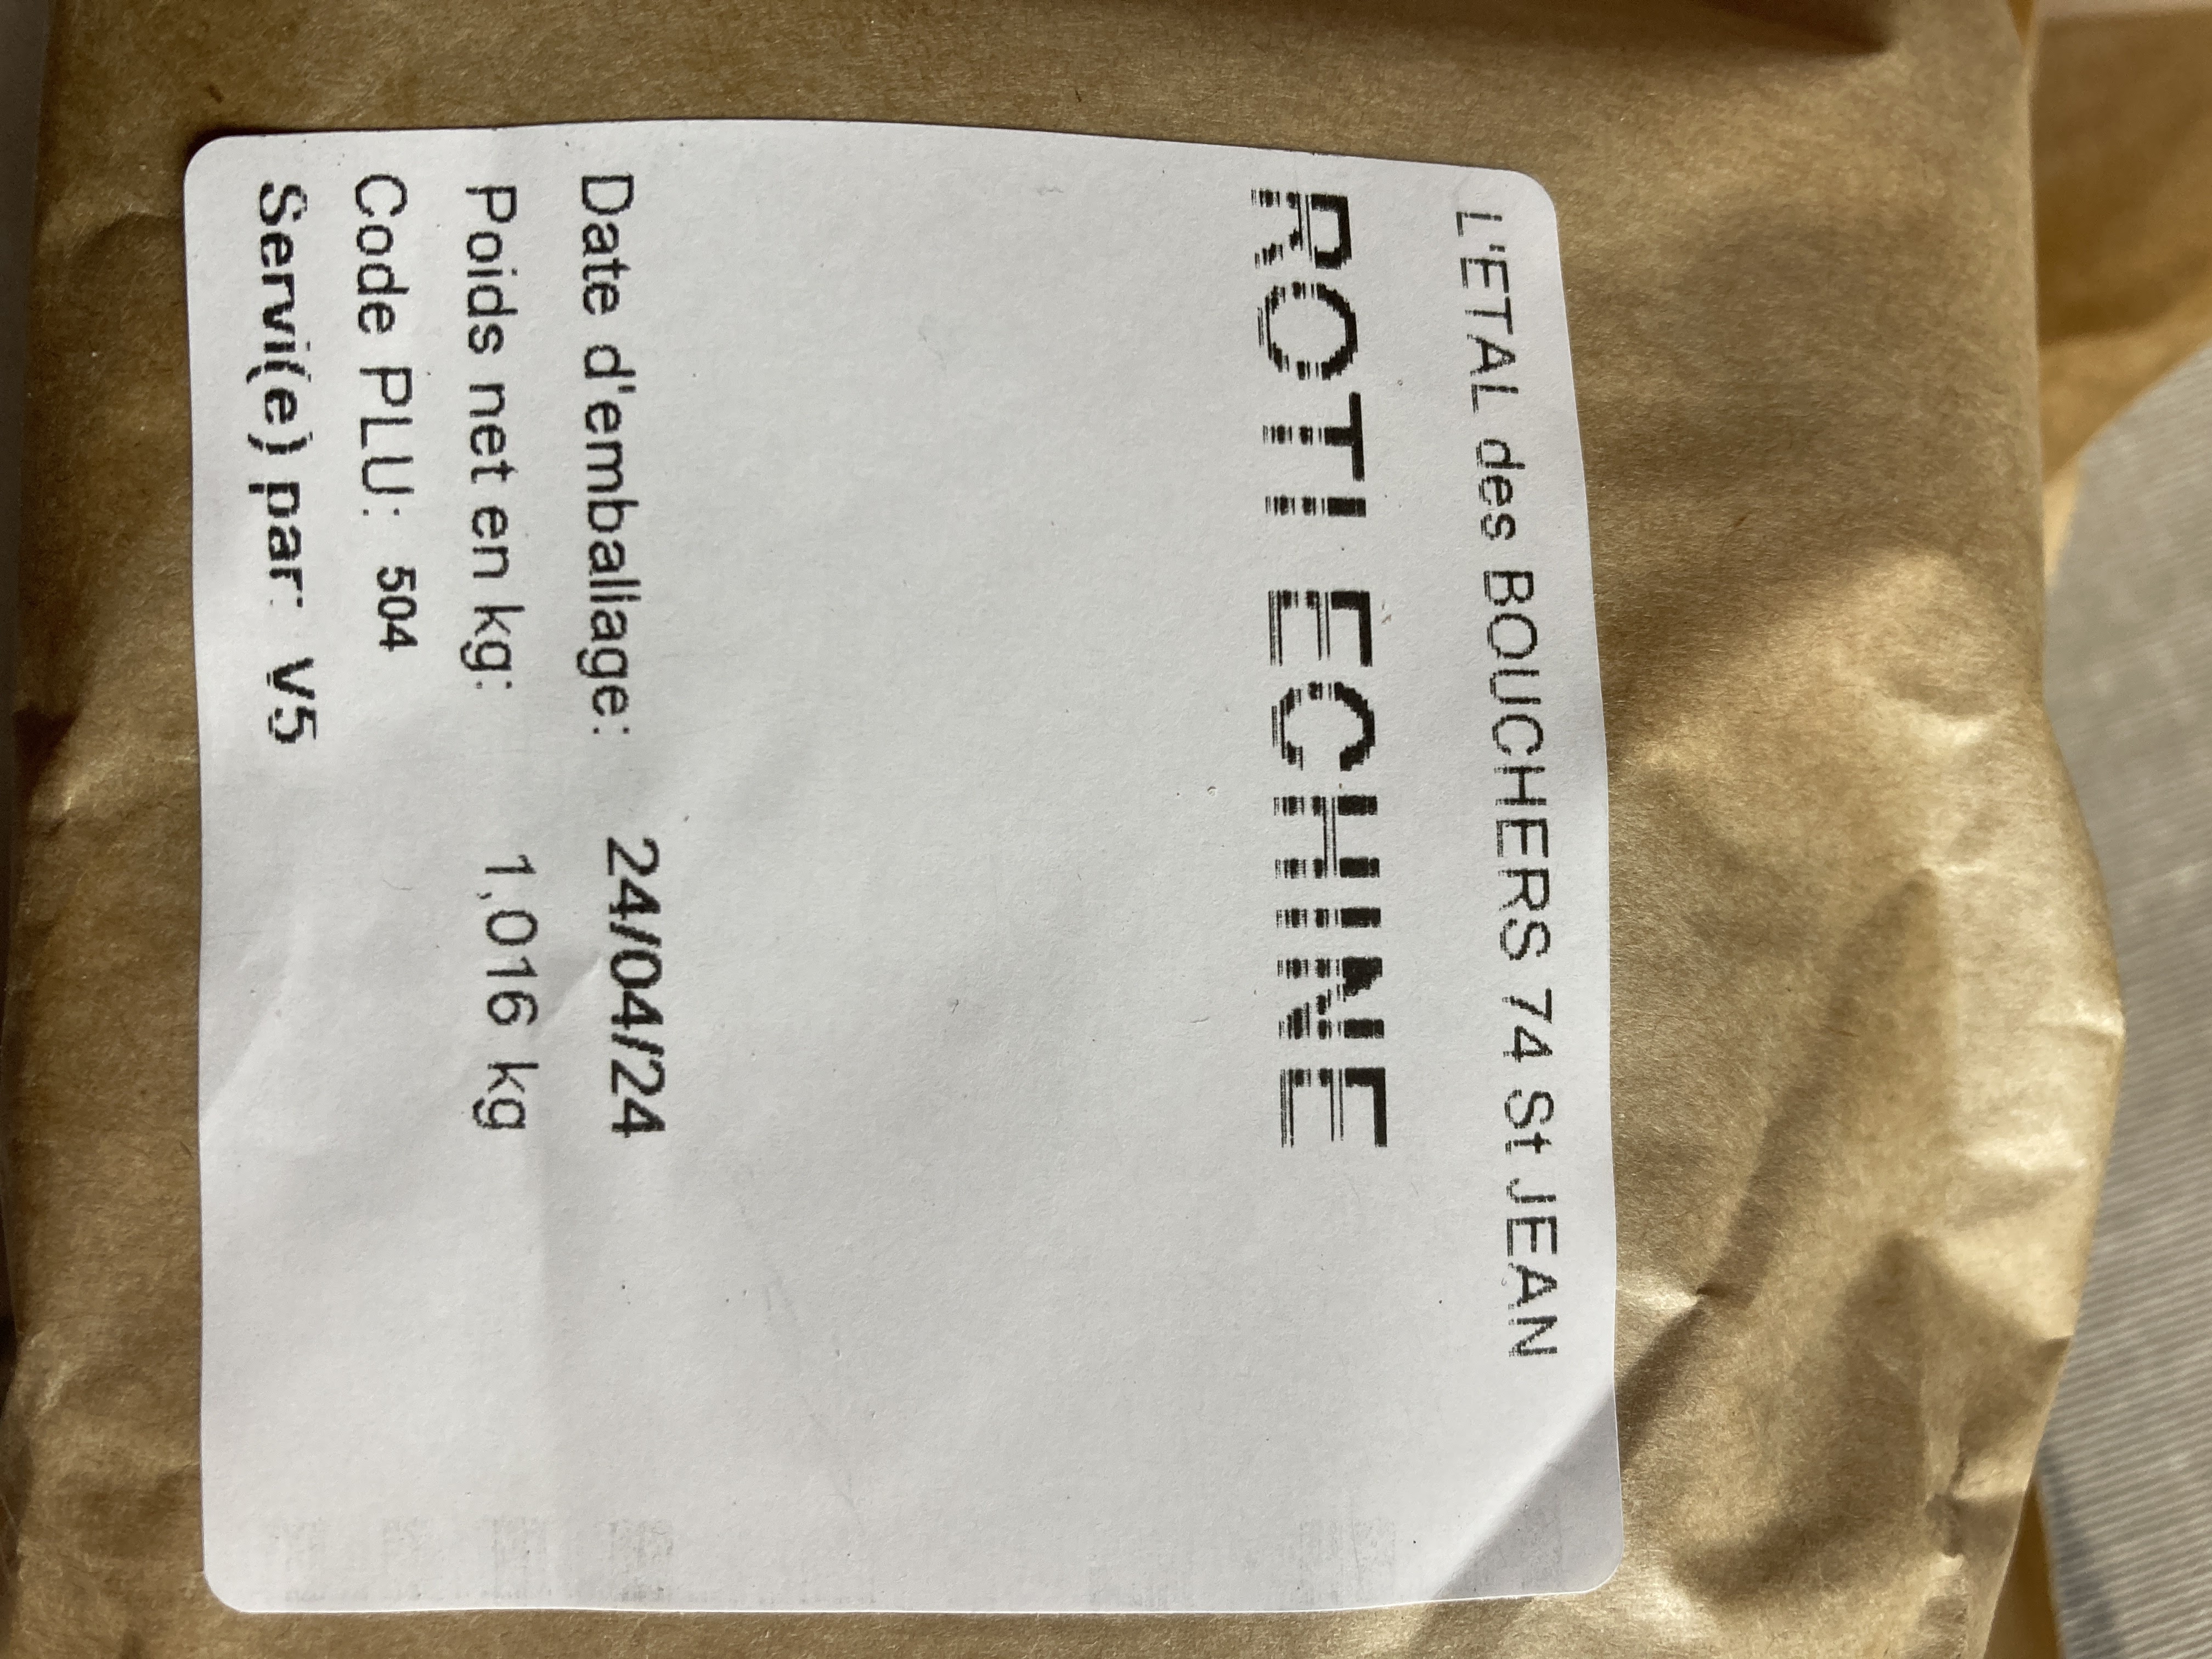 L'ETAL des BOUCHERS 74 St JEAN
ROTI ECHINE
Date d'emballage: 24/04/24
Poids net en kg: 1,016 kg
Code PLU: 504
Servi(e) par: V5